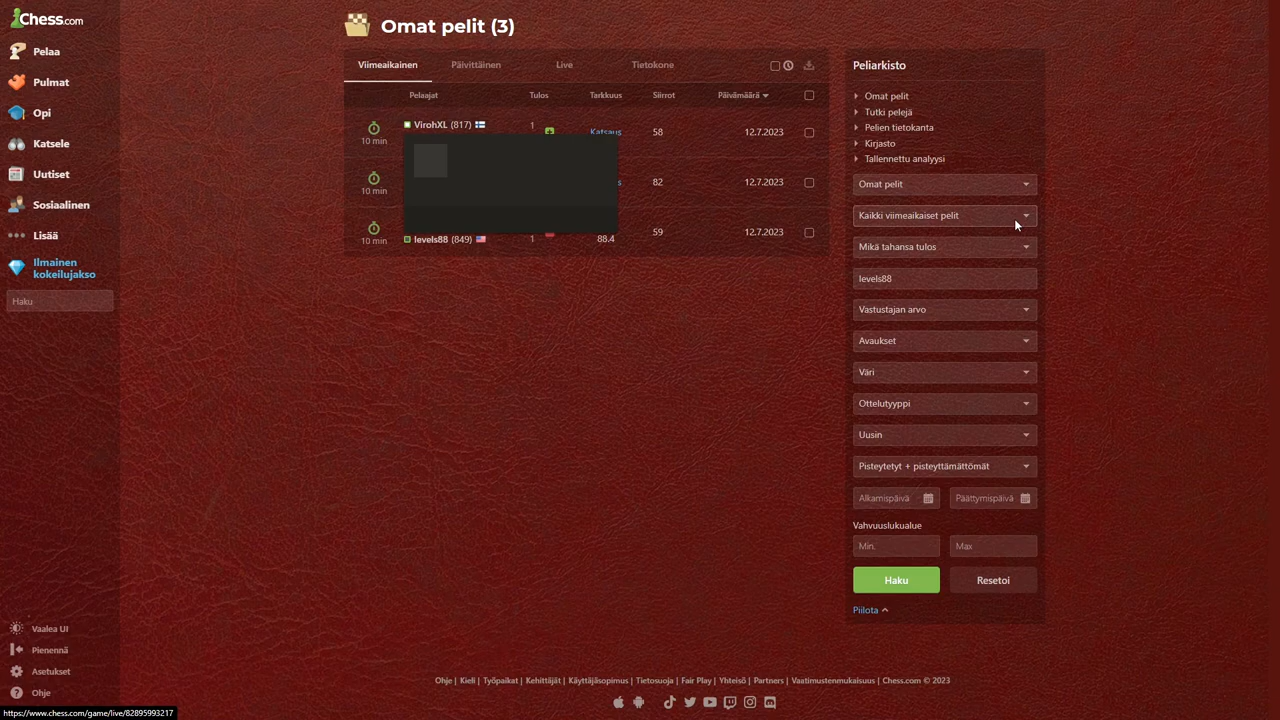 Chess.com
Pelaa
Pulmat
Opi
Katsele
Uutiset
Sosiaalinen
Lisää
Ilmainen
kokeilujakso
Haku
Vaalea UI
Pienennä
Asetukset
Ohje
Omat pelit (3)
Viimeaikainen Päivittäinen Live Tietokone
Pelaajat Tulos Tarkkuus Siirrot Päivämäärä
10 min VirohXL (817) 1 Katsaus 58 12.7.2023
10 min 82 12.7.2023
10 min levels88 (849) 1 88.4 59 12.7.2023
Peliarkisto
Omat pelit
Tutki pelejä
Pelien tietokanta
Kirjasto
Tallennettu analyysi
Omat pelit
Kaikki viimeaikaiset pelit
Mikä tahansa tulos
levels88
Vastustajan arvo
Avaukset
Väri
Ottelutyyppi
Uusin
Pisteytetyt + pisteyttämättömät
Alkamispäivä Päättymispäivä
Vahvuuslukualue
Min. Max
Haku Resetoi
Piilota
Ohje | Kieli | Työpaikat | Kehittäjät | Käyttäjäsopimus | Tietosuoja | Fair Play | Yhteisö | Partners | Vaatimustenmukaisuus | Chess.com © 2023
https://www.chess.com/game/live/82895993217